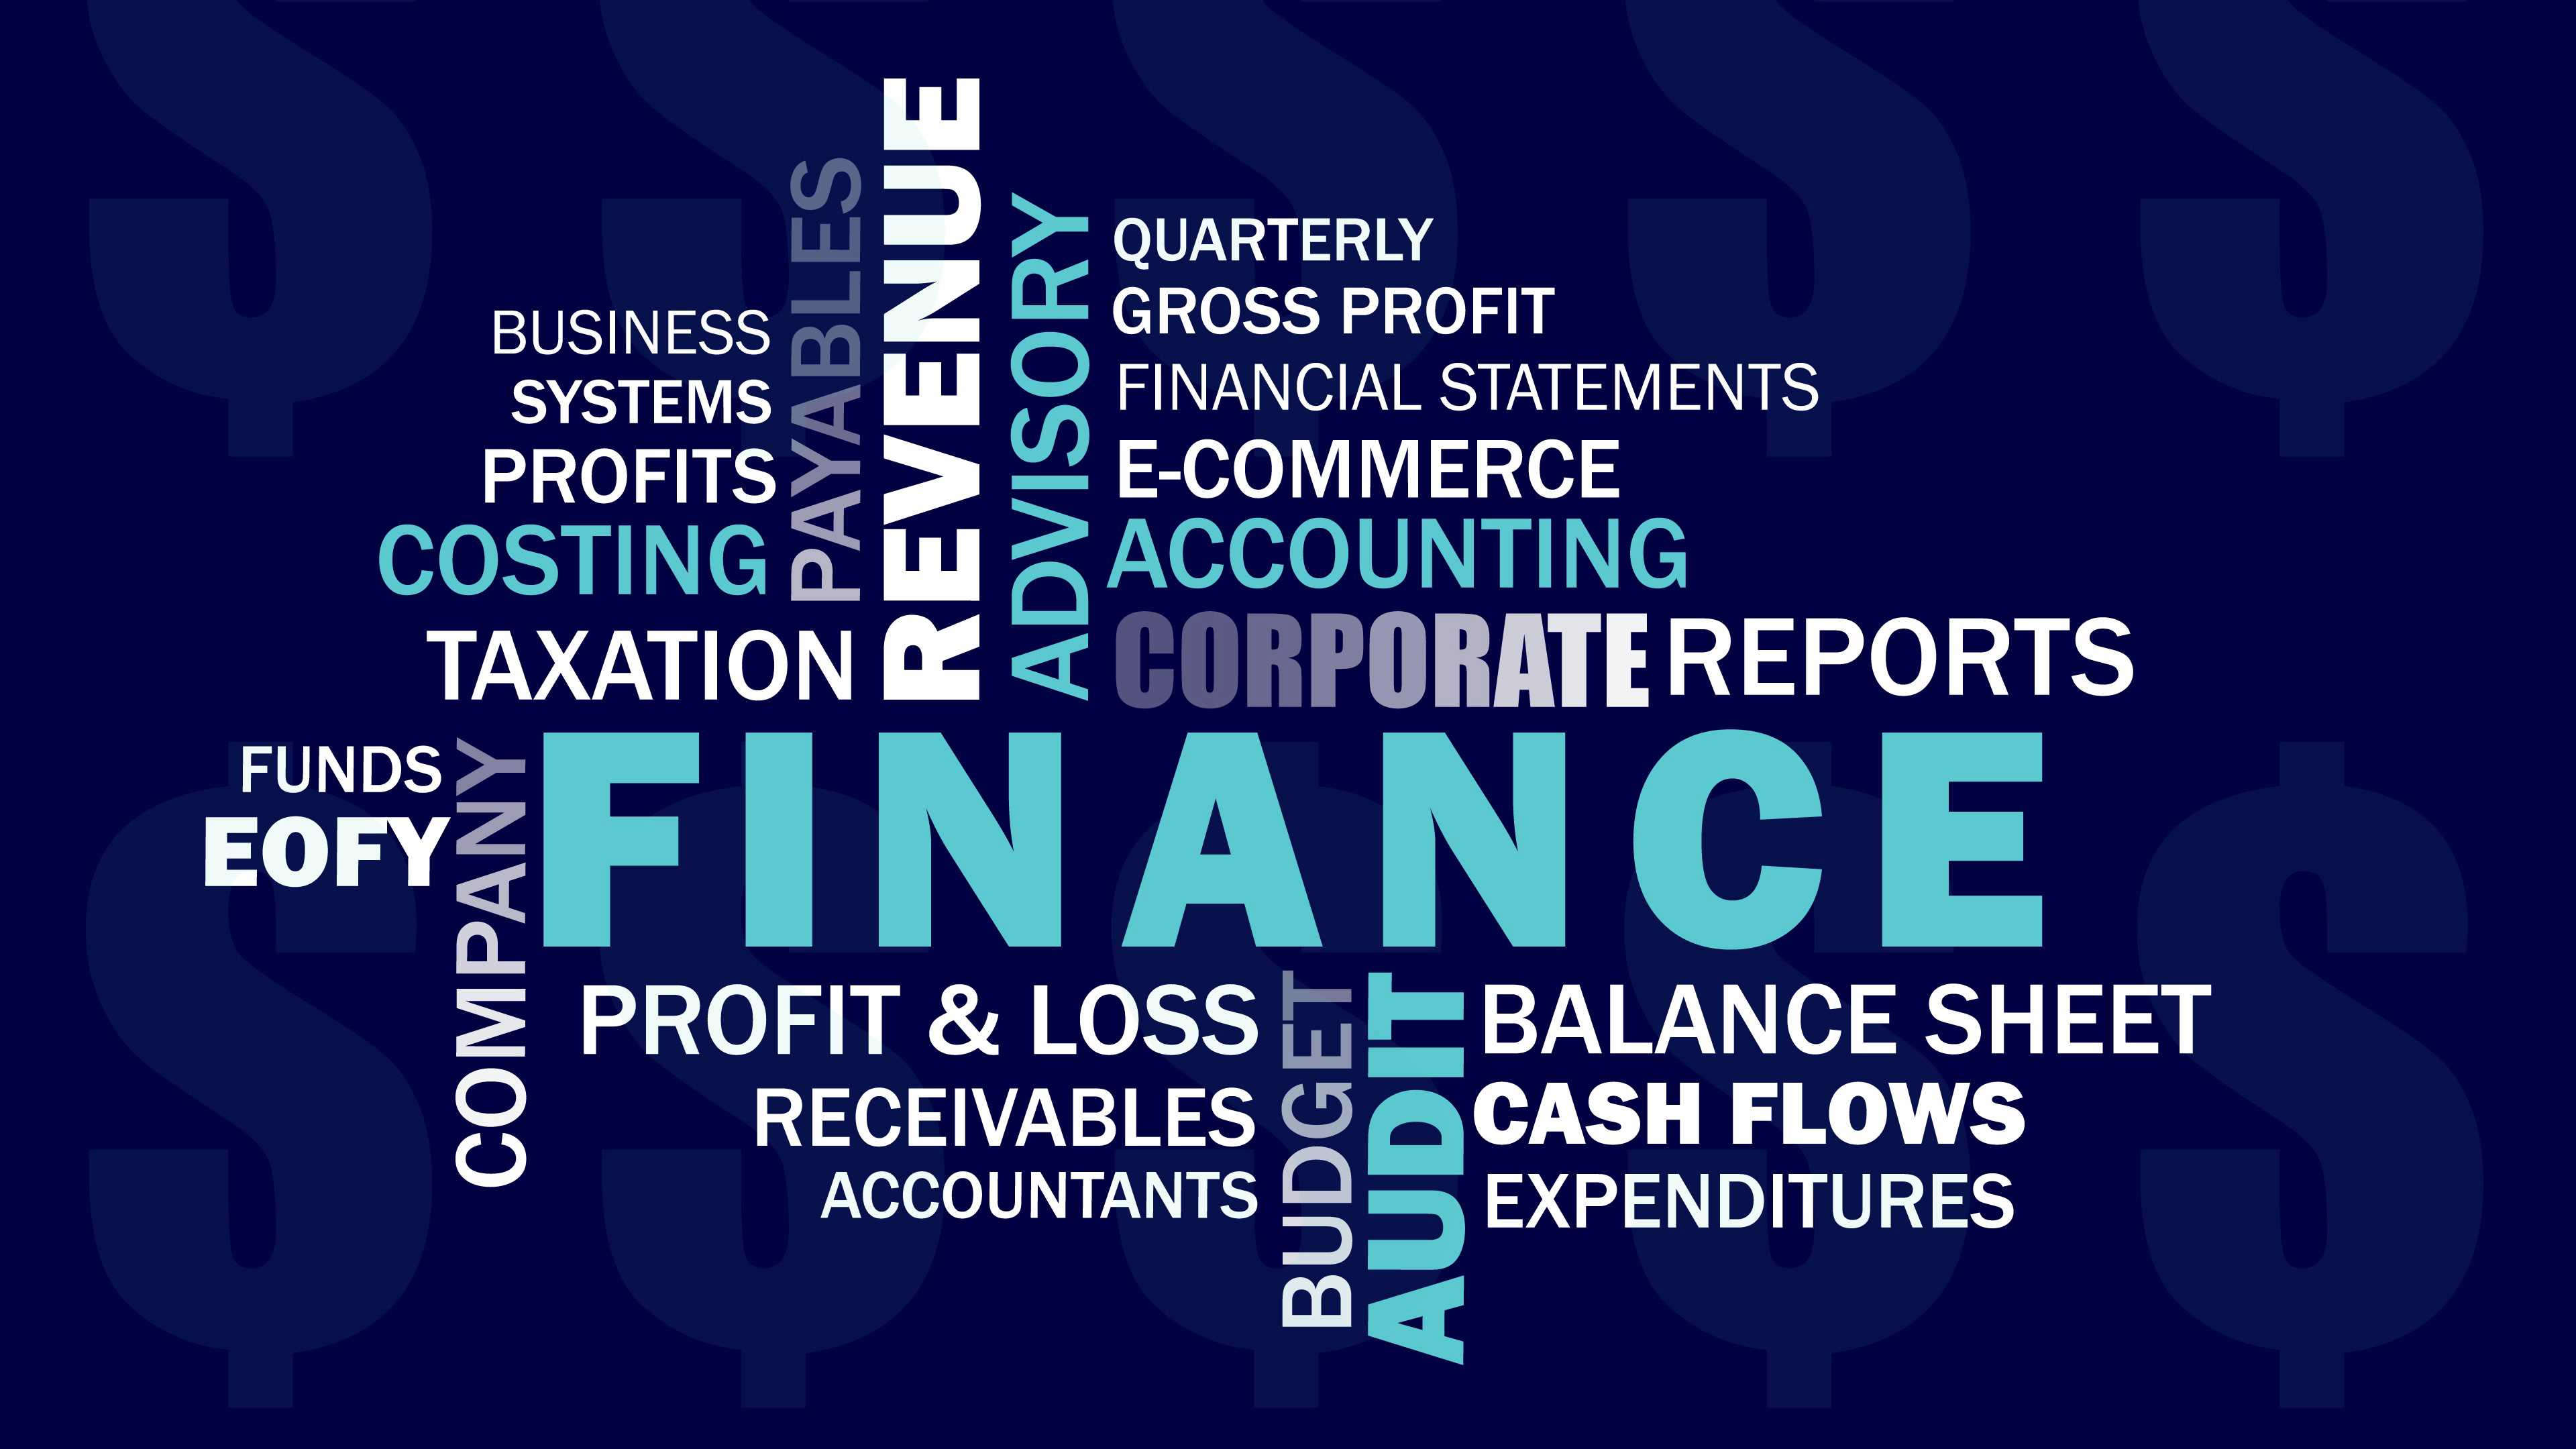 REVENUE
PAYABLES
ADVISORY
QUARTERLY
GROSS PROFIT
FINANCIAL STATEMENTS
E-COMMERCE
ACCOUNTING
CORPORATE REPORTS
BUSINESS
SYSTEMS
PROFITS
COSTING
TAXATION
FUNDS
EOFY
COMPANY
FINANCE
PROFIT & LOSS
RECEIVABLES
ACCOUNTANTS
BUDGET
AUDIT
BALANCE SHEET
CASH FLOWS
EXPENDITURES